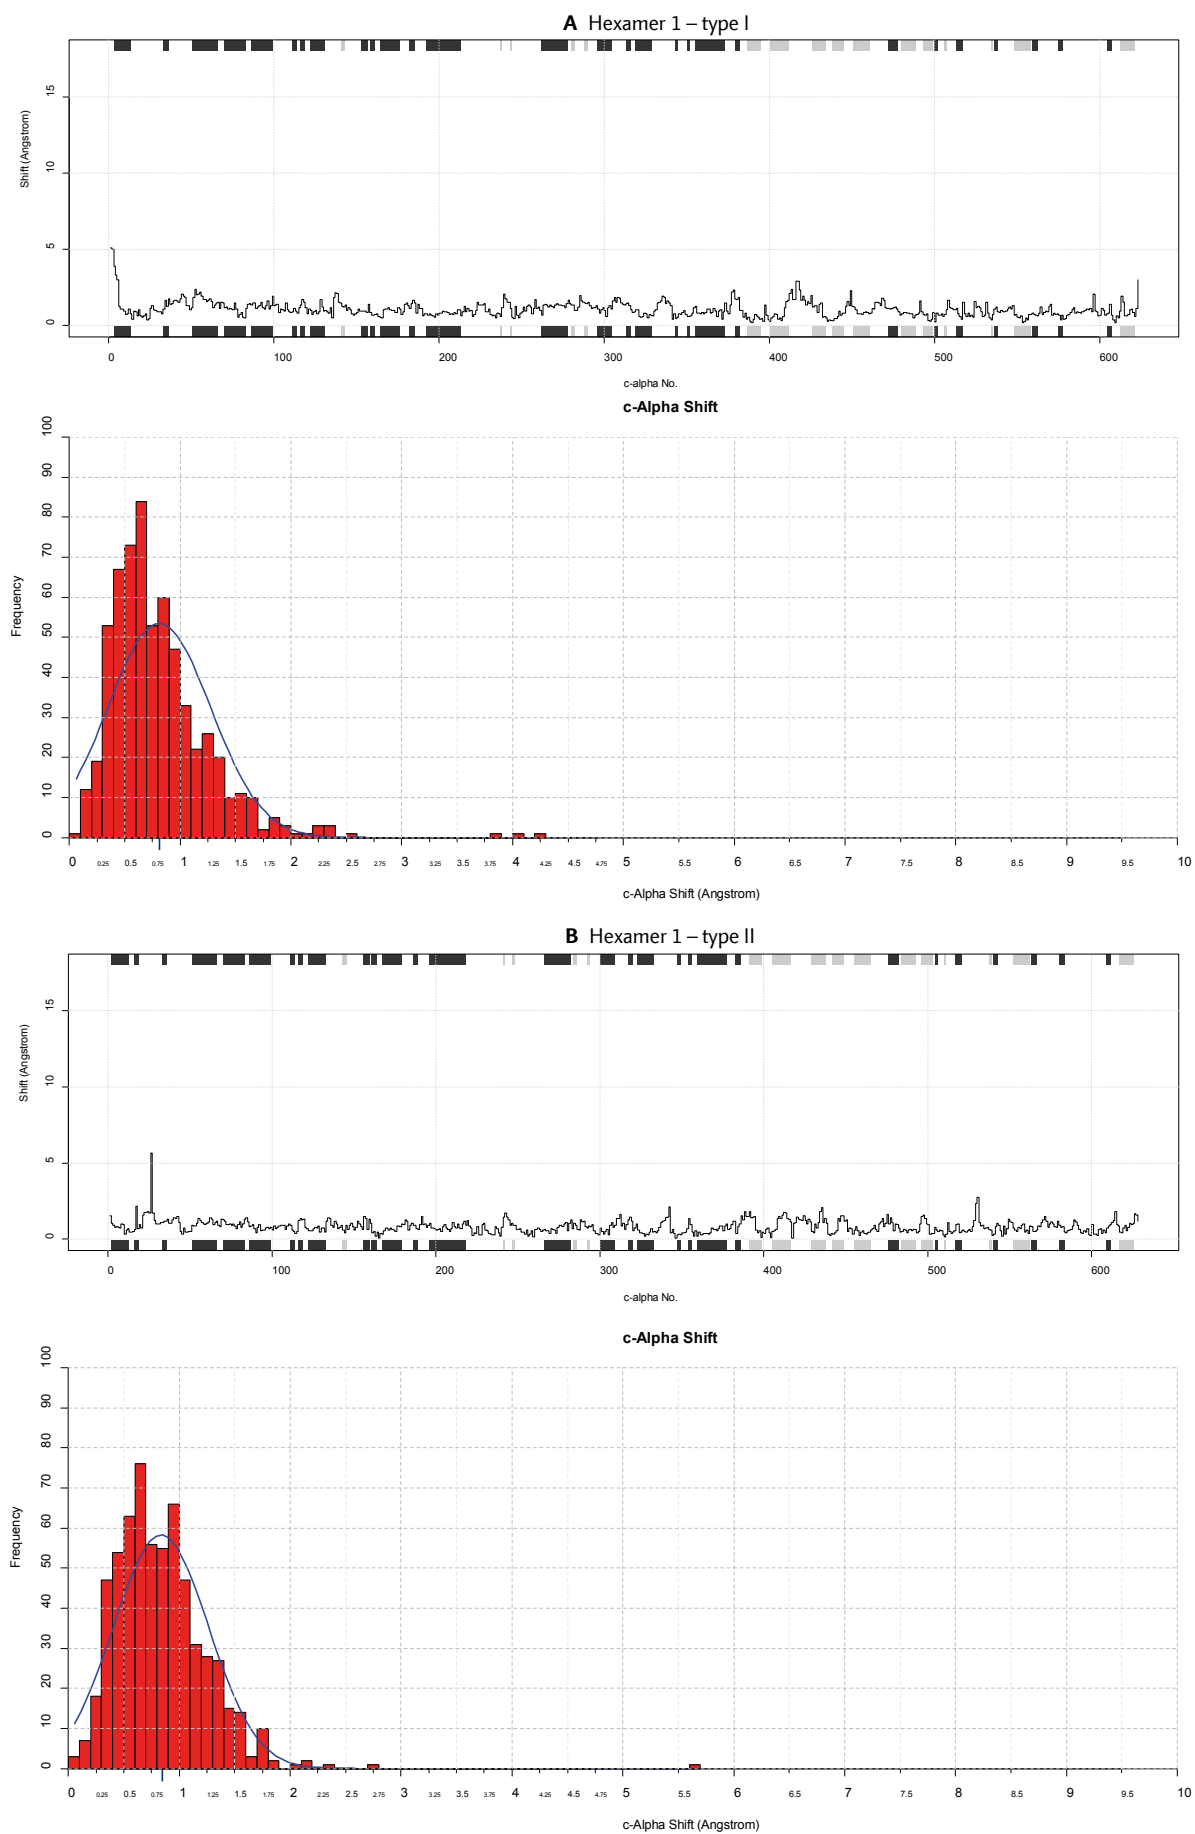 A Hexamer 1 – type I
Shift (Angstrom)
15
10
5
0
0 100 200 300 400 500 600
c-alpha No.
c-Alpha Shift
Frequency
100
90
80
70
60
50
40
30
20
10
0
0 0.25 0.5 0.75 1 1.25 1.5 1.75 2 2.25 2.5 2.75 3 3.25 3.5 3.75 4 4.25 4.5 4.75 5 5.5 6 6.5 7 7.5 8 8.5 9 9.5 10
c-Alpha Shift (Angstrom)
B Hexamer 1 – type II
Shift (Angstrom)
15
10
5
0
0 100 200 300 400 500 600
c-alpha No.
c-Alpha Shift
Frequency
100
90
80
70
60
50
40
30
20
10
0
0 0.25 0.5 0.75 1 1.25 1.5 1.75 2 2.25 2.5 2.75 3 3.25 3.5 3.75 4 4.25 4.5 4.75 5 5.5 6 6.5 7 7.5 8 8.5 9 9.5 10
c-Alpha Shift (Angstrom)